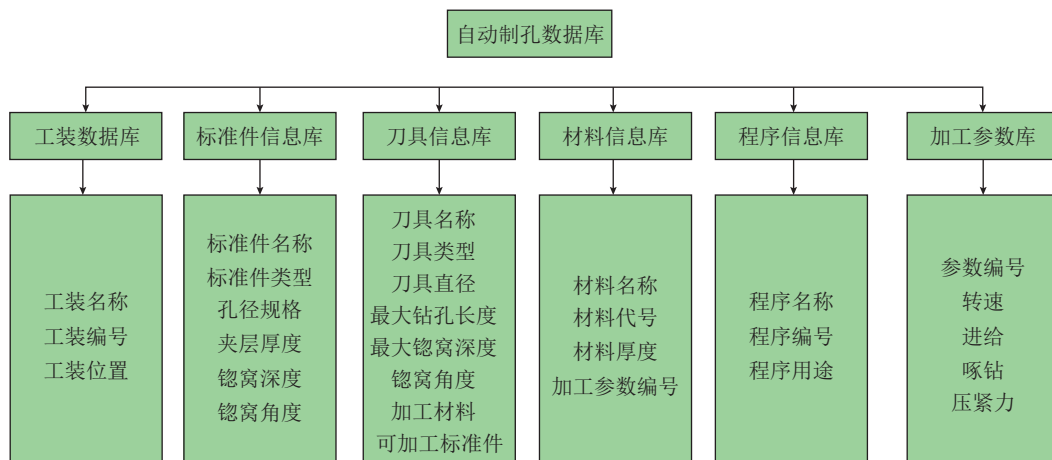 自动制孔数据库
工装数据库
标准件信息库
刀具信息库
材料信息库
程序信息库
加工参数库
工装名称
工装编号
工装位置
标准件名称
标准件类型
孔径规格
夹层厚度
锪窝深度
锪窝角度
刀具名称
刀具类型
刀具直径
最大钻孔长度
最大锪窝深度
锪窝角度
加工材料
可加工标准件
材料名称
材料代号
材料厚度
加工参数编号
程序名称
程序编号
程序用途
参数编号
转速
进给
啄钻
压紧力